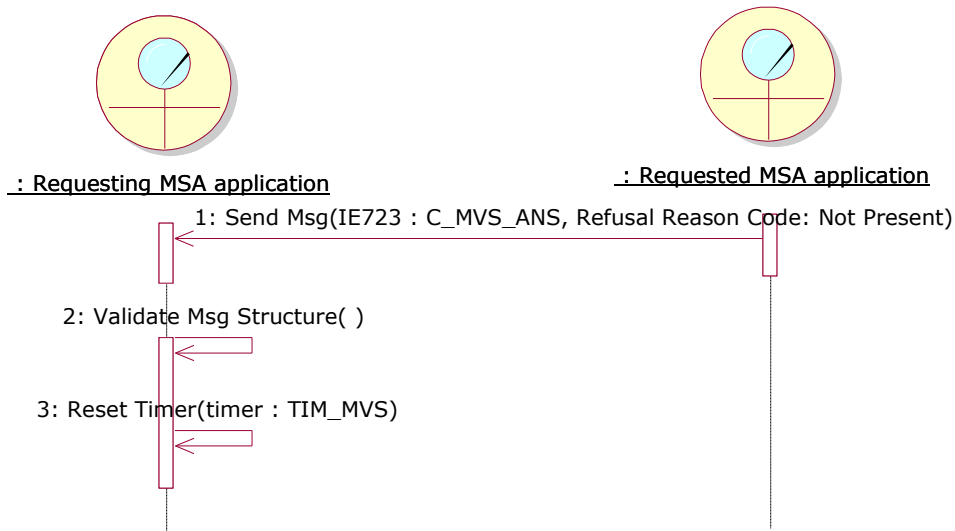 : Requesting MSA application
: Requested MSA application
1: Send Msg(IE723 : C_MVS_ANS, Refusal Reason Code: Not Present)
2: Validate Msg Structure( )
3: Reset Timer(timer : TIM_MVS)